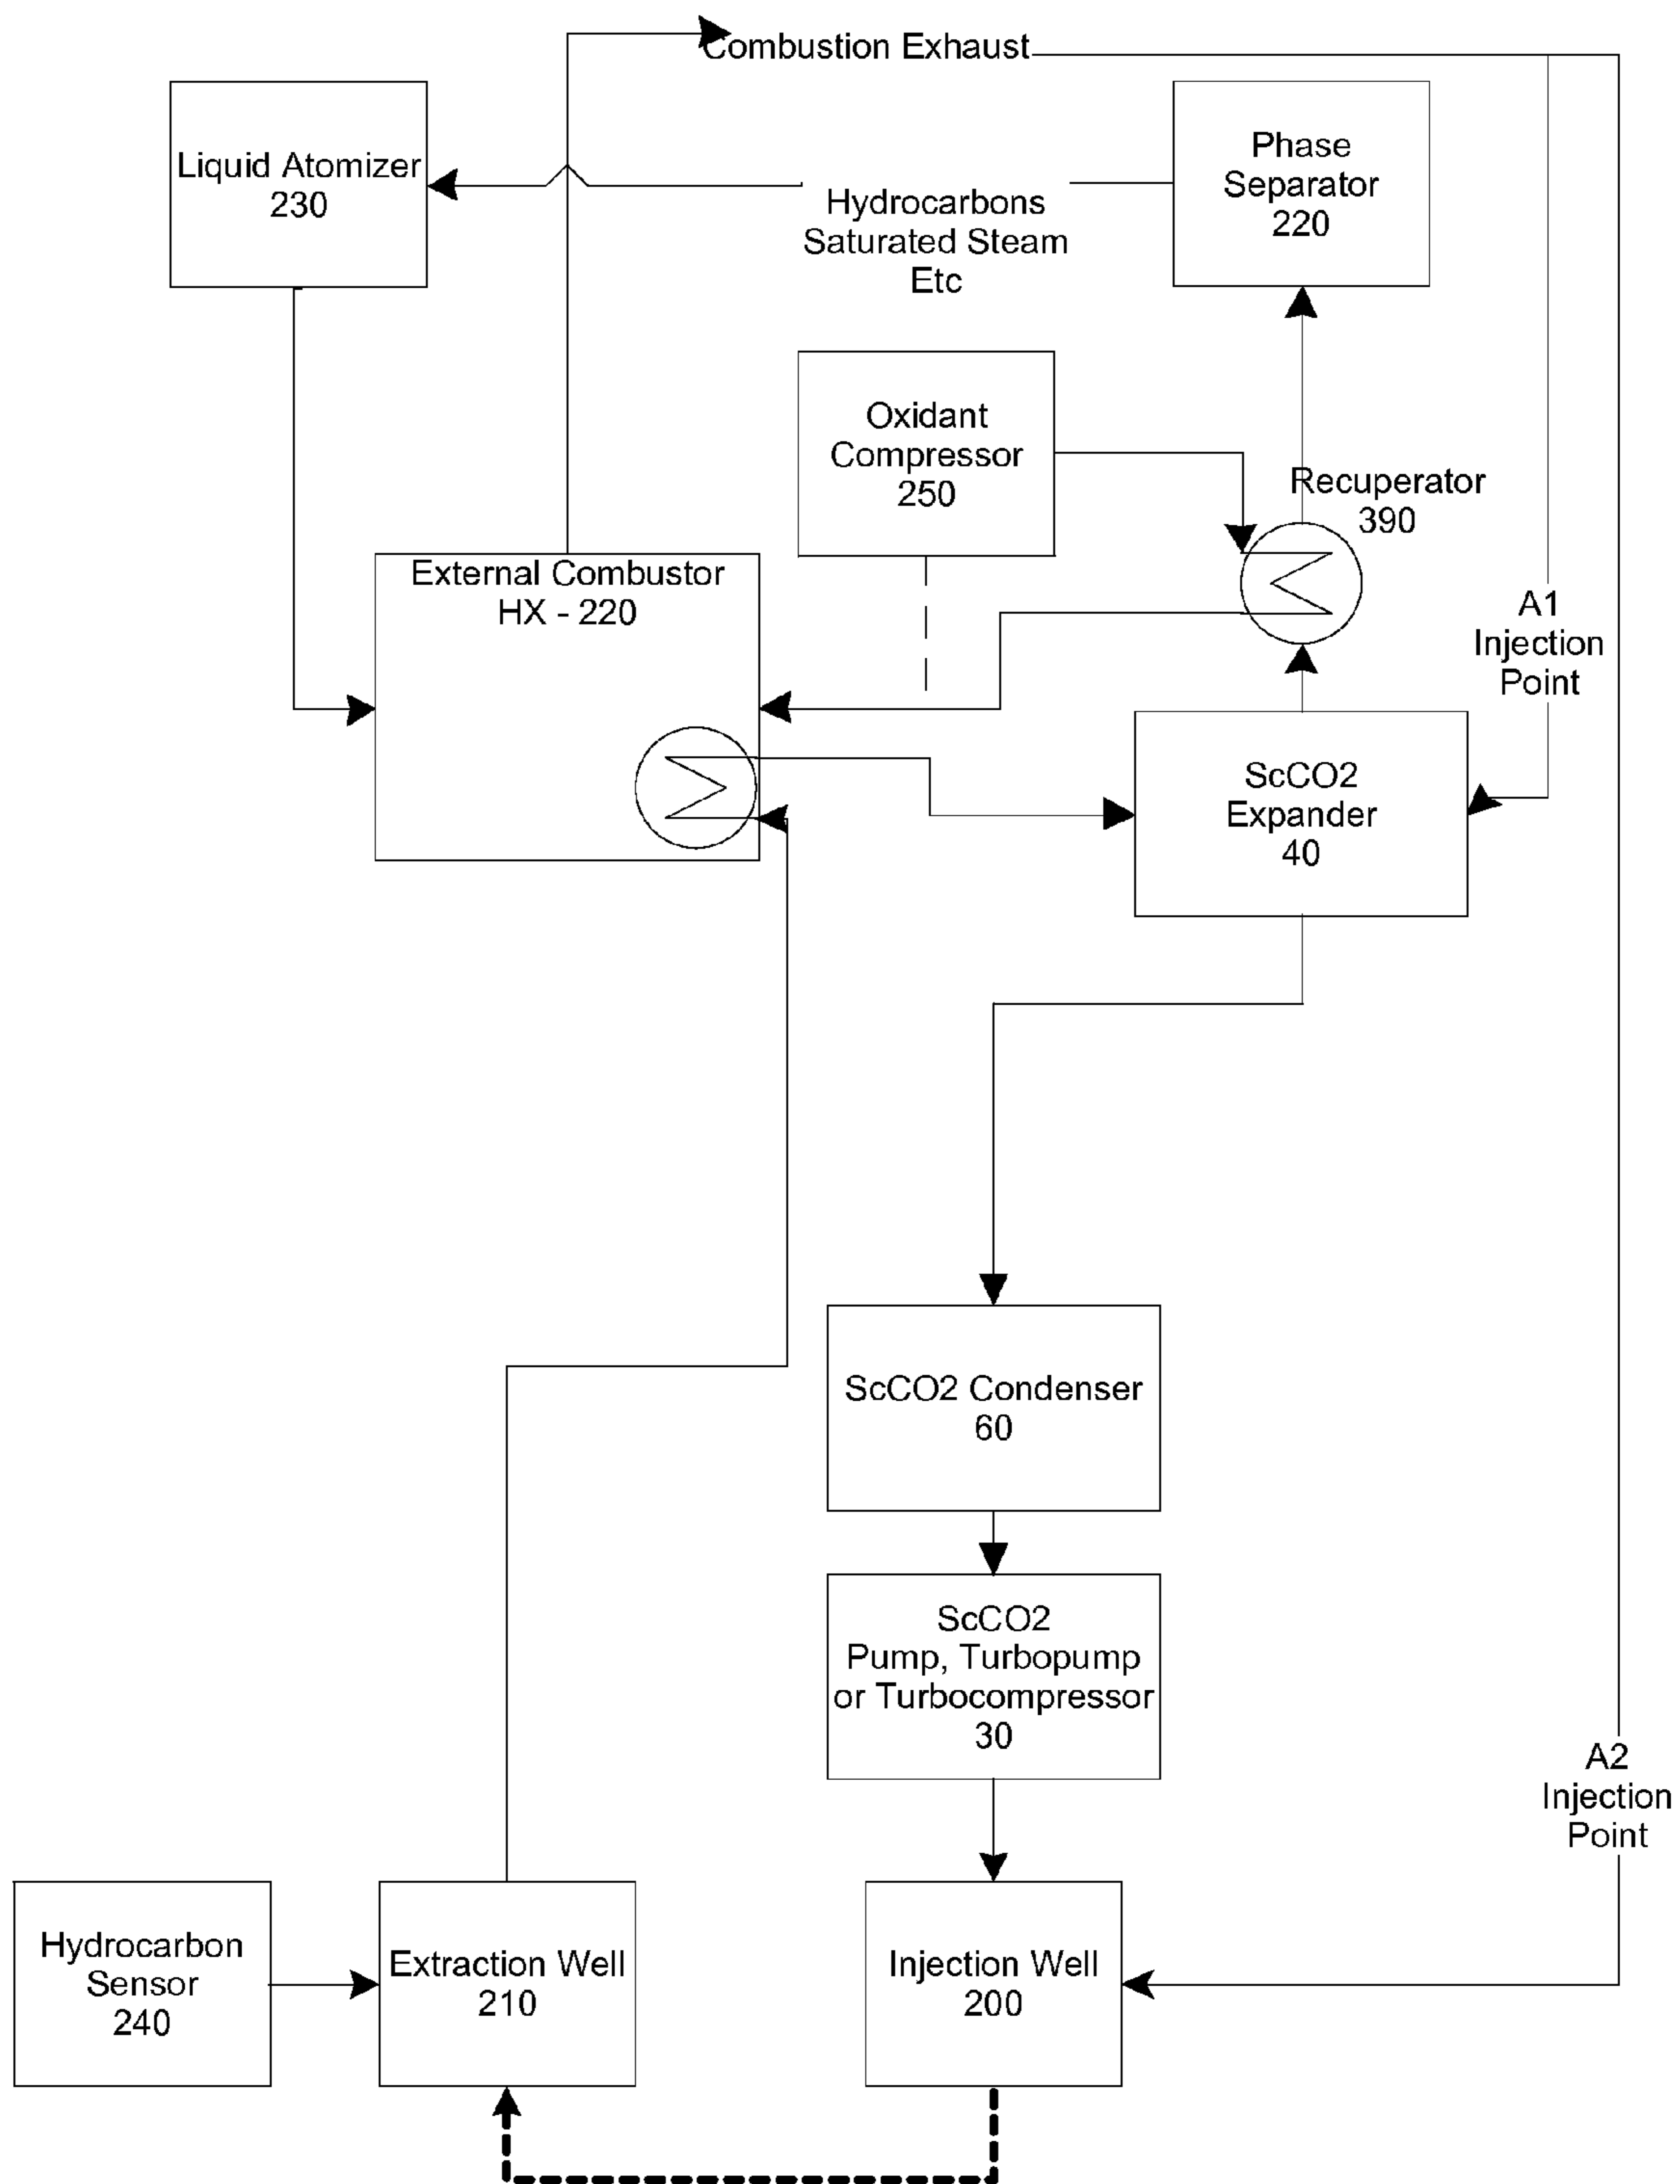 Combustion Exhaust
Liquid Atomizer
230
Phase
Separator
220
Hydrocarbons
Saturated Steam
Etc
Oxidant
Compressor
250
Recuperator
390
External Combustor
HX - 220
A1
Injection
Point
ScCO2
Expander
40
ScCO2 Condenser
60
ScCO2
Pump, Turbopump
or Turbocompressor
30
A2
Injection
Point
Hydrocarbon
Sensor
240
Extraction Well
210
Injection Well
200